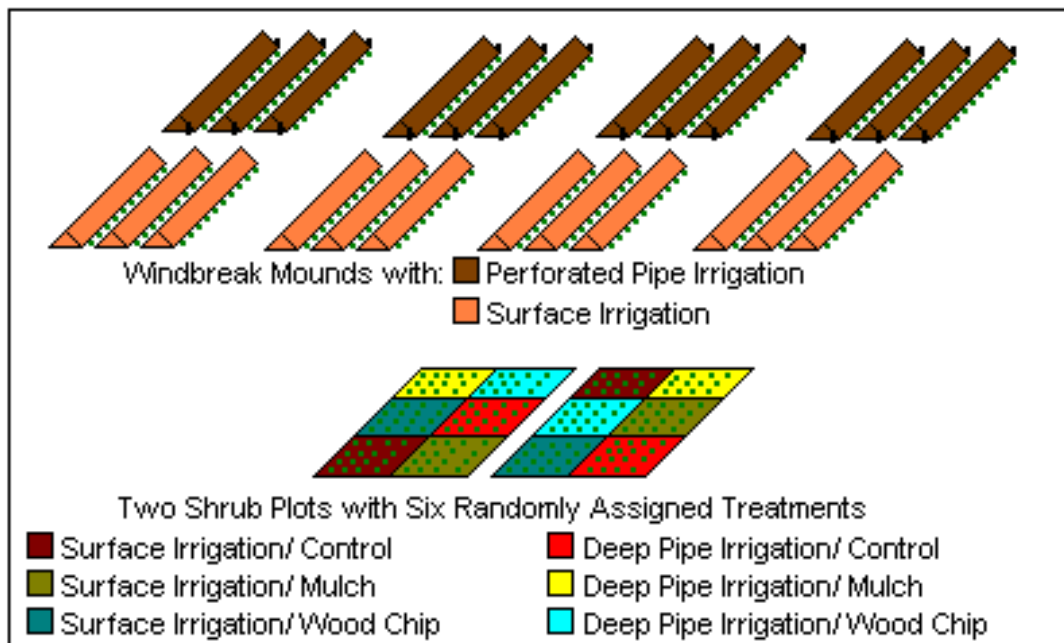 Windbreak Mounds with: Perforated Pipe Irrigation
Surface Irrigation
Two Shrub Plots with Six Randomly Assigned Treatments
Surface Irrigation/ Control Deep Pipe Irrigation/ Control
Surface Irrigation/ Mulch Deep Pipe Irrigation/ Mulch
Surface Irrigation/ Wood Chip Deep Pipe Irrigation/ Wood Chip